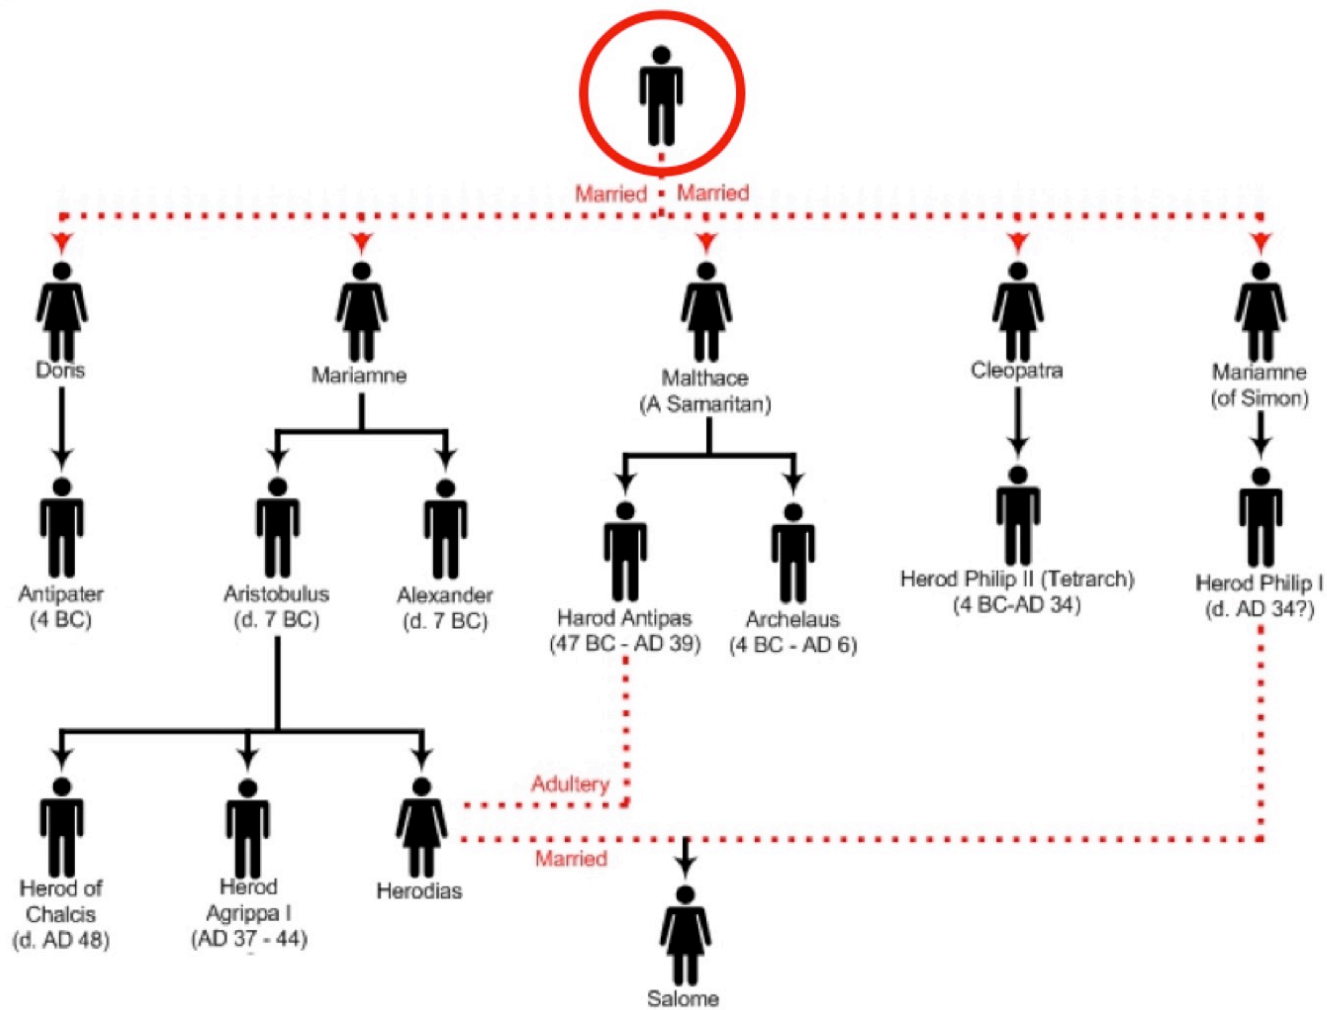 Married Married
Doris
Mariamne
Malthace
(A Samaritan)
Cleopatra
Mariamne
(of Simon)
Antipater
(4 BC)
Aristobulus
(d. 7 BC)
Alexander
(d. 7 BC)
Harod Antipas
(47 BC - AD 39)
Archelaus
(4 BC - AD 6)
Herod Philip II (Tetrarch)
(4 BC-AD 34)
Herod Philip I
(d. AD 34?)
Adultery
Married
Herod of
Chalcis
(d. AD 48)
Herod
Agrippa I
(AD 37 - 44)
Herodias
Salome